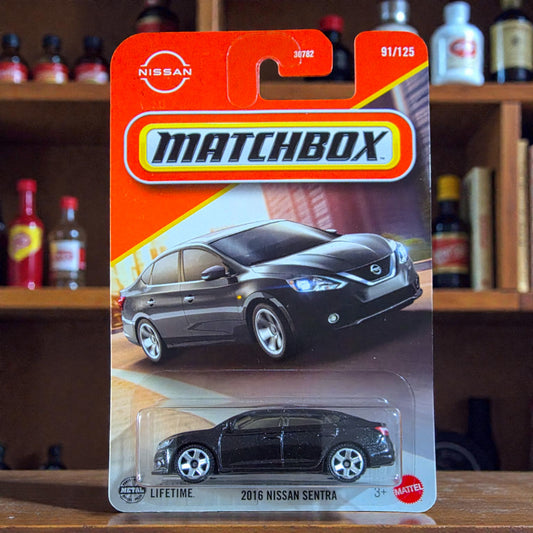 30782
91/125
NISSAN
MATCHBOX
METAL
LIFETIME
2016 NISSAN SENTRA
3+
MATTEL